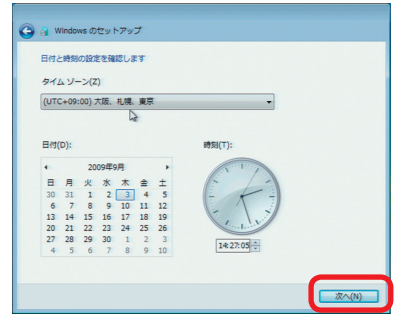 Windows のセットアップ
日付と時刻の設定を確認します
タイム ゾーン(Z)
(UTC+09:00) 大阪、札幌、東京
日付(D):
時刻(T):
2009年9月
日 月 火 水 木 金 土
30 31 1 2 3 4 5
6 7 8 9 10 11 12
13 14 15 16 17 18 19
20 21 22 23 24 25 26
27 28 29 30 1 2 3
4 5 6 7 8 9 10
14:27:05
次へ(N)